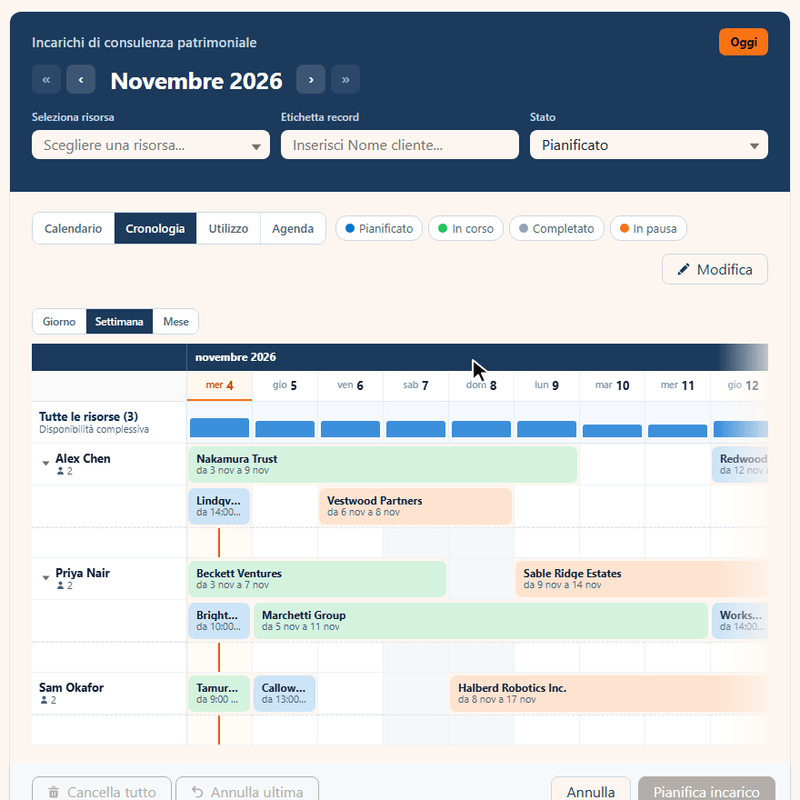 Incarichi di consulenza patrimoniale
Oggi
« ‹ Novembre 2026 › »
Seleziona risorsa Etichetta record Stato
Scegliere una risorsa... Inserisci Nome cliente... Pianificato
Calendario Cronologia Utilizzo Agenda Pianificato In corso Completato In pausa
Modifica
Giorno Settimana Mese
novembre 2026
mer 4 gio 5 ven 6 sab 7 dom 8 lun 9 mar 10 mer 11 gio 12
Tutte le risorse (3)
Disponibilità complessiva
Alex Chen Nakamura Trust Redwood
2 da 3 nov a 9 nov da 12 nov a
Lindqv... Vestwood Partners
da 14:00... da 6 nov a 8 nov
Priya Nair Beckett Ventures Sable Ridge Estates
2 da 3 nov a 7 nov da 9 nov a 14 nov
Bright... Marchetti Group Works...
da 10:00... da 5 nov a 11 nov da 14:00...
Sam Okafor Tamur... Callow... Halberd Robotics Inc.
2 da 9:00 ... da 13:00... da 8 nov a 17 nov
Cancella tutto Annulla ultima Annulla Pianifica incarico